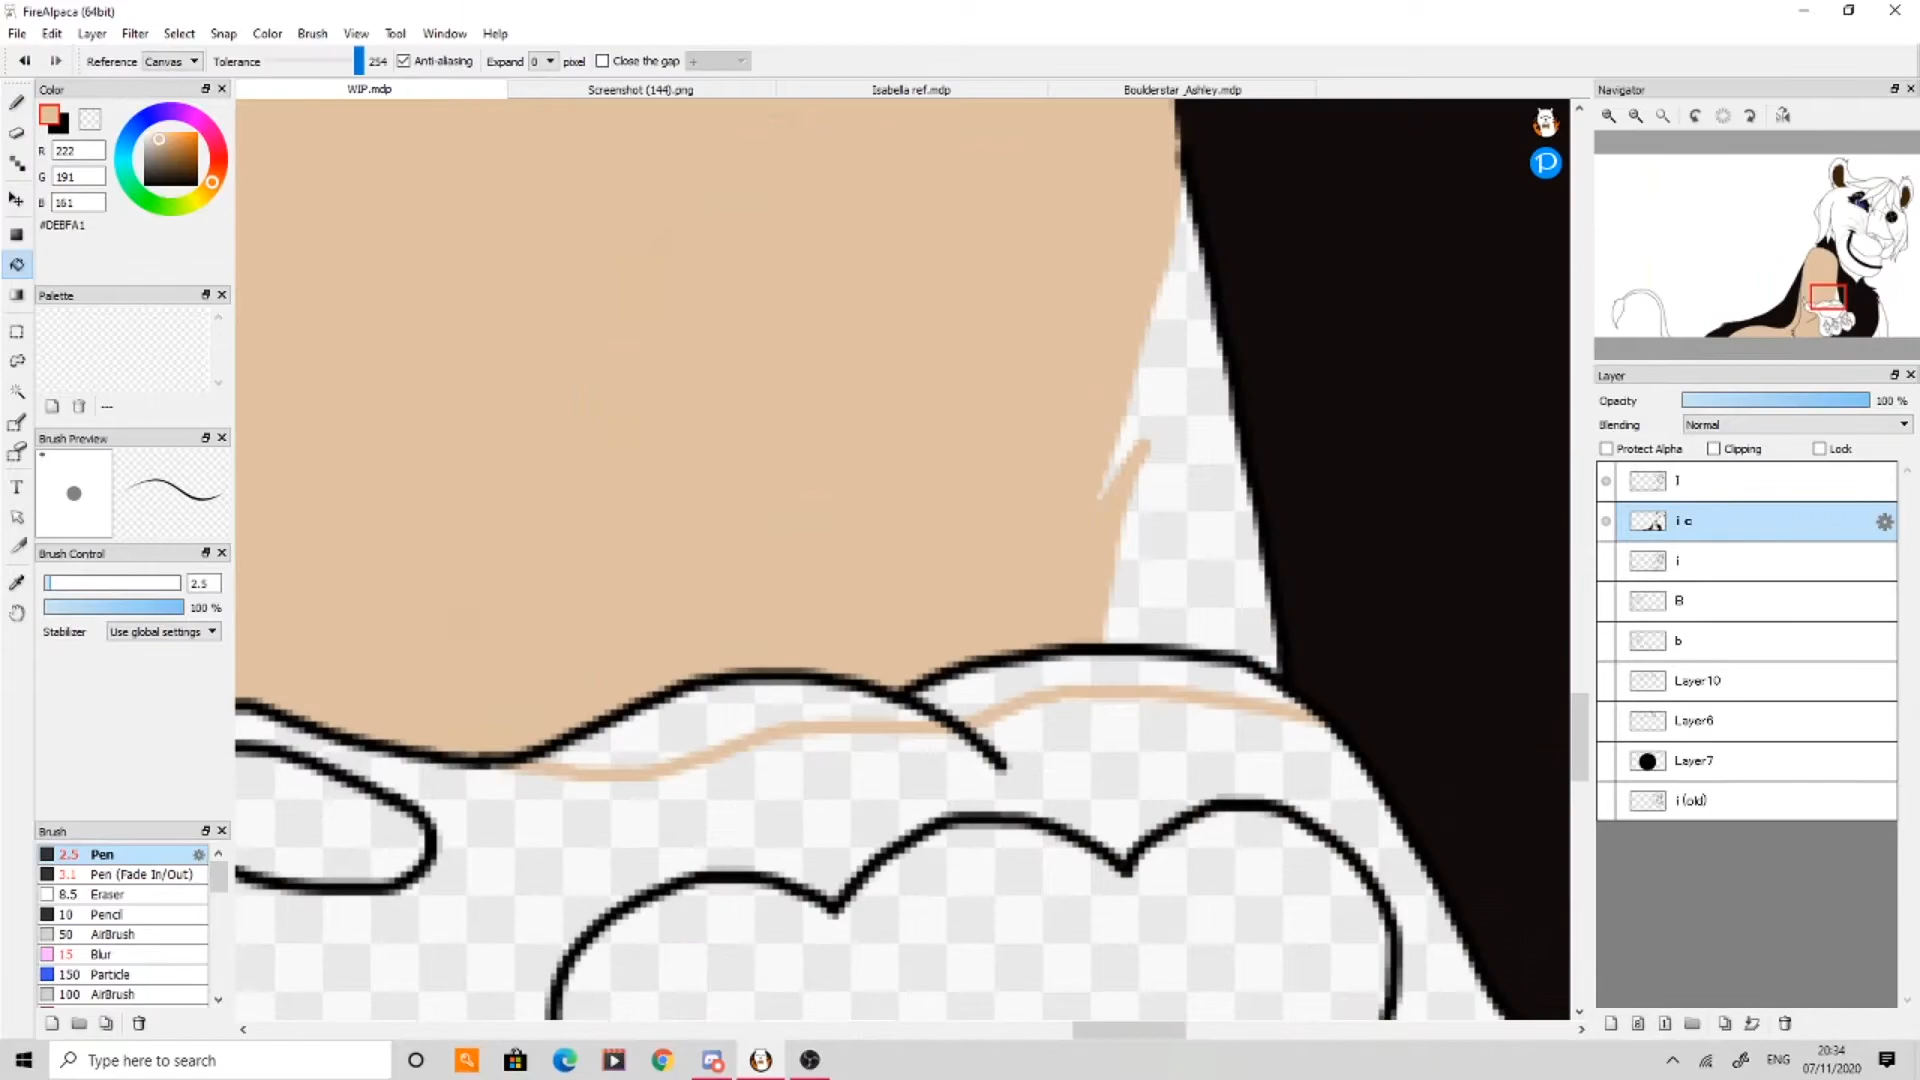 FireAlpaca (64bit)
File Edit Layer Filter Select Snap Color Brush View Tool Window Help
Reference Canvas Tolerance 254 Anti-aliasing Expand 0 pixel Close the gap +
Color
R 222
G 191
B 161
#DEBFA1
WIP.mdp Screenshot (144).png Isabella ref.mdp Boulderstar _Ashley.mdp
Navigator
Palette
---
Brush Preview
Brush Control
2.5
100 %
Stabilizer Use global settings
Brush
2.5 Pen
3.1 Pen (Fade In/Out)
8.5 Eraser
10 Pencil
50 AirBrush
15 Blur
150 Particle
100 AirBrush
T
P
Layer
Opacity 100 %
Blending Normal
Protect Alpha Clipping Lock
I
i c
i
B
b
Layer10
Layer6
Layer7
i (old)
Type here to search
ENG
20:34
07/11/2020